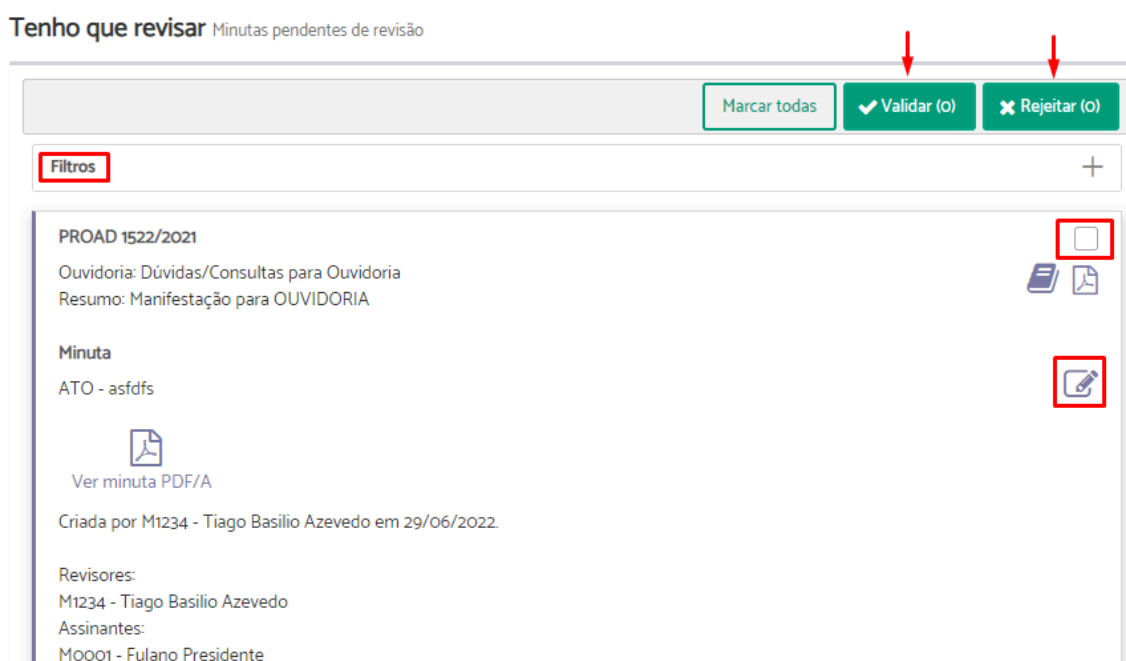 Tenho que revisar Minutas pendentes de revisão
Marcar todas Validar (0) Rejeitar (0)
Filtros
PROAD 1522/2021
Ouvidoria: Dúvidas/Consultas para Ouvidoria
Resumo: Manifestação para OUVIDORIA
Minuta
ATO - asfdfs
Ver minuta PDF/A
Criada por M1234 - Tiago Basilio Azevedo em 29/06/2022.
Revisores:
M1234 - Tiago Basilio Azevedo
Assinantes:
M0001 - Fulano Presidente